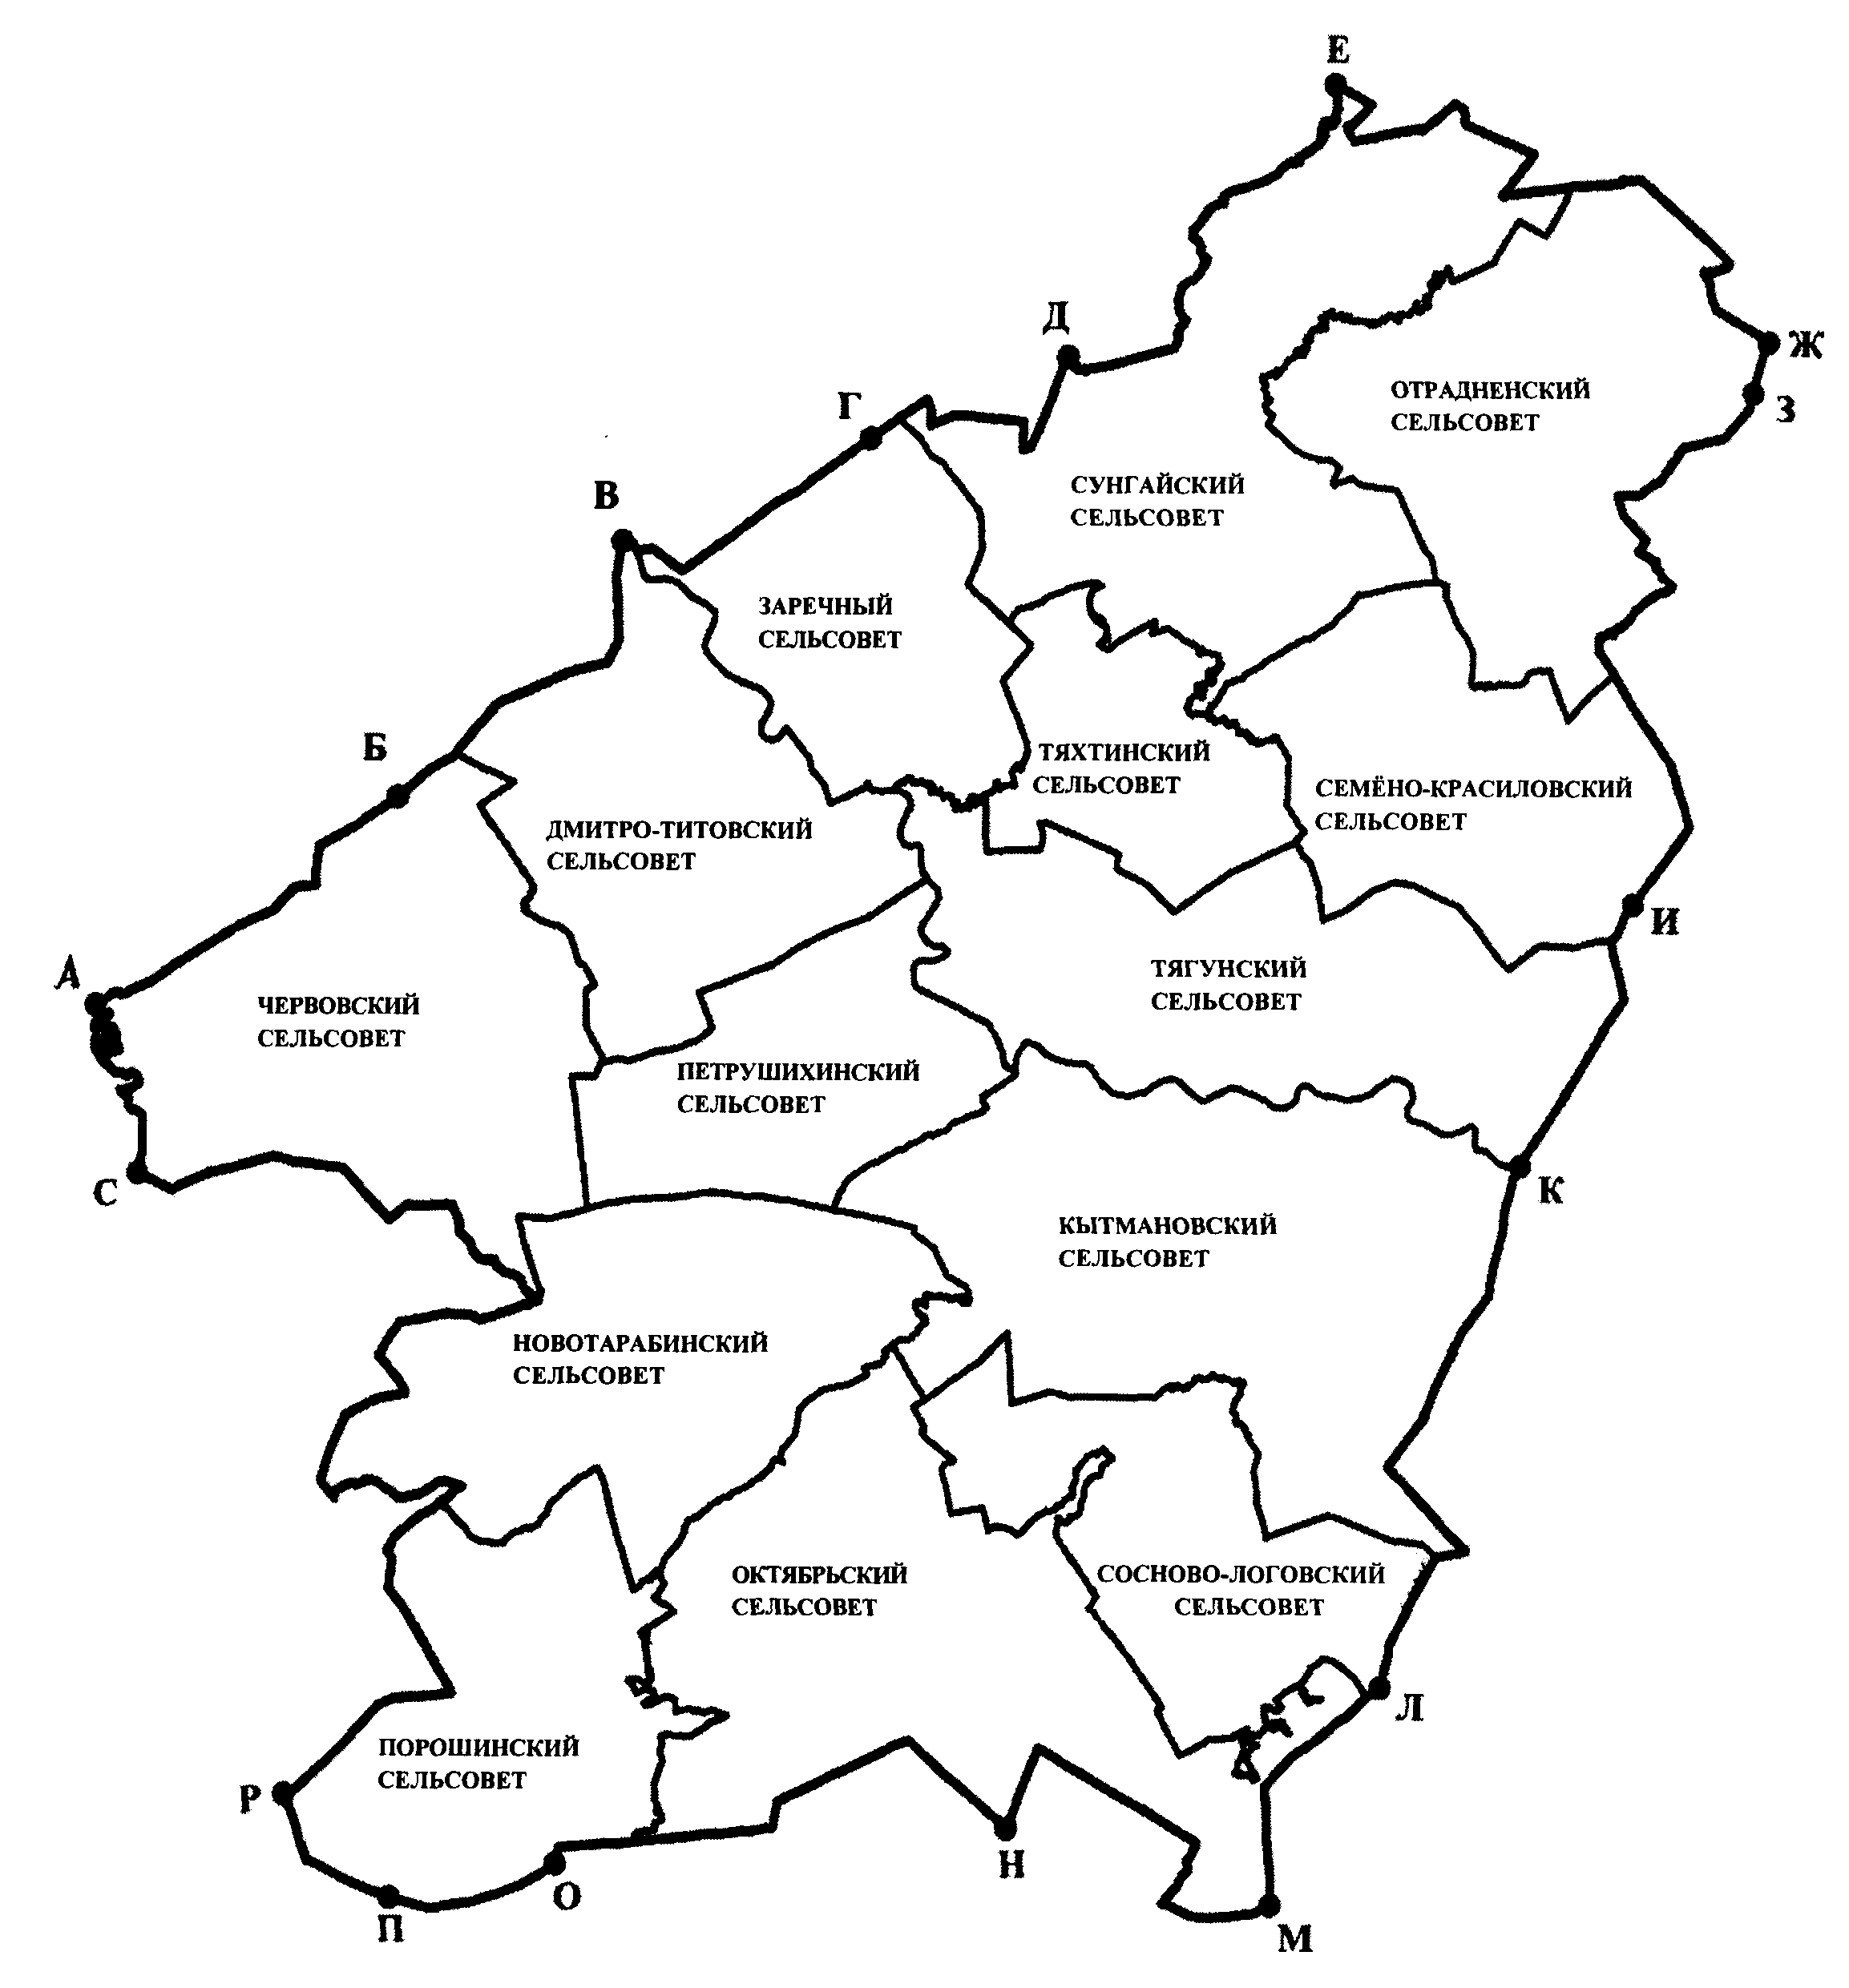 Е
Д
Ж
Г
ОТРАДНЕНСКИЙ
СЕЛЬСОВЕТ
З
В
СУНГАЙСКИЙ
СЕЛЬСОВЕТ
ЗАРЕЧНЫЙ
СЕЛЬСОВЕТ
Б
ТЯХТИНСКИЙ
СЕЛЬСОВЕТ
СЕМЁНО-КРАСИЛОВСКИЙ
СЕЛЬСОВЕТ
ДМИТРО-ТИТОВСКИЙ
СЕЛЬСОВЕТ
И
А
ТЯГУНСКИЙ
СЕЛЬСОВЕТ
ЧЕРВОВСКИЙ
СЕЛЬСОВЕТ
ПЕТРУШИХИНСКИЙ
СЕЛЬСОВЕТ
С
К
КЫТМАНОВСКИЙ
СЕЛЬСОВЕТ
НОВОТАРАБИНСКИЙ
СЕЛЬСОВЕТ
ОКТЯБРЬСКИЙ
СЕЛЬСОВЕТ
СОСНОВО-ЛОГОВСКИЙ
СЕЛЬСОВЕТ
Л
ПОРОШИНСКИЙ
СЕЛЬСОВЕТ
Р
Н
О
П
М